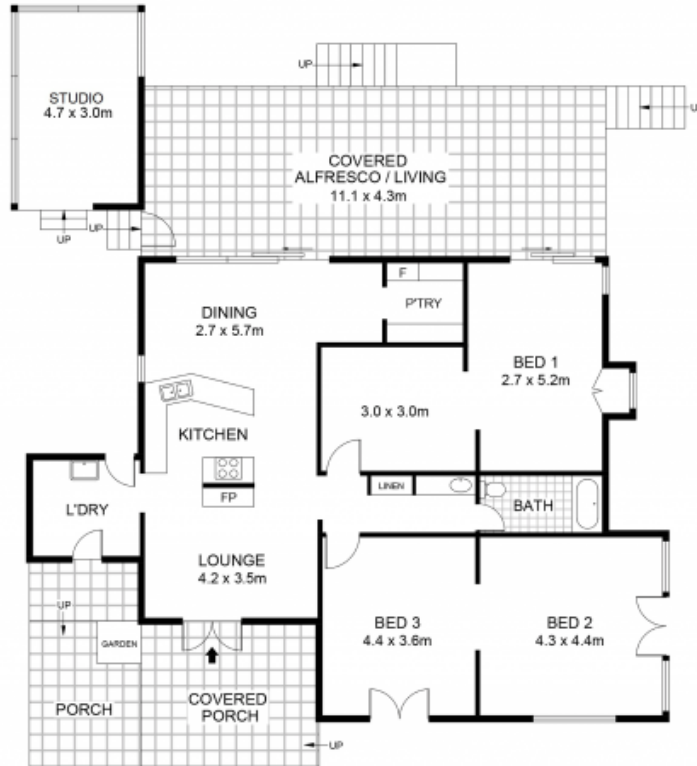 UP
STUDIO
4.7 x 3.0m
U
COVERED
ALFRESCO / LIVING
11.1 x 4.3m
UP
UP
F
P'TRY
DINING
2.7 x 5.7m
BED 1
2.7 x 5.2m
3.0 x 3.0m
KITCHEN
FP
LINEN
BATH
L'DRY
LOUNGE
4.2 x 3.5m
UP
GARDEN
BED 3
4.4 x 3.6m
BED 2
4.3 x 4.4m
PORCH
COVERED
PORCH
UP